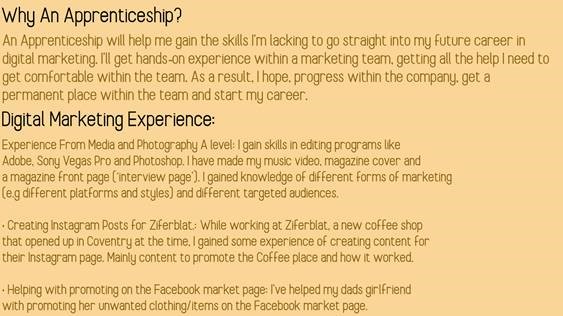 Why An Apprenticeship?
An Apprenticeship will help me gain the skills I'm lacking to go straight into my future career in
digital marketing. I'll get hands-on experience within a marketing team, getting all the help I need to
get comfortable within the team. As a result, I hope, progress within the company, get a
permanent place within the team and start my career.
Digital Marketing Experience:
Experience From Media and Photography A level: I gain skills in editing programs like
Adobe, Sony Vegas Pro and Photoshop. I have made my music video, magazine cover and
a magazine front page ('interview page'). I gained knowledge of different forms of marketing
(e.g different platforms and styles) and different targeted audiences.
• Creating Instagram Posts for Ziferblat.: While working at Ziferblat, a new coffee shop
that opened up in Coventry at the time, I gained some experience of creating content for
their Instagram page. Mainly content to promote the Coffee place and how it worked.
• Helping with promoting on the Facebook market page: I've helped my dads girlfriend
with promoting her unwanted clothing/items on the Facebook market page.